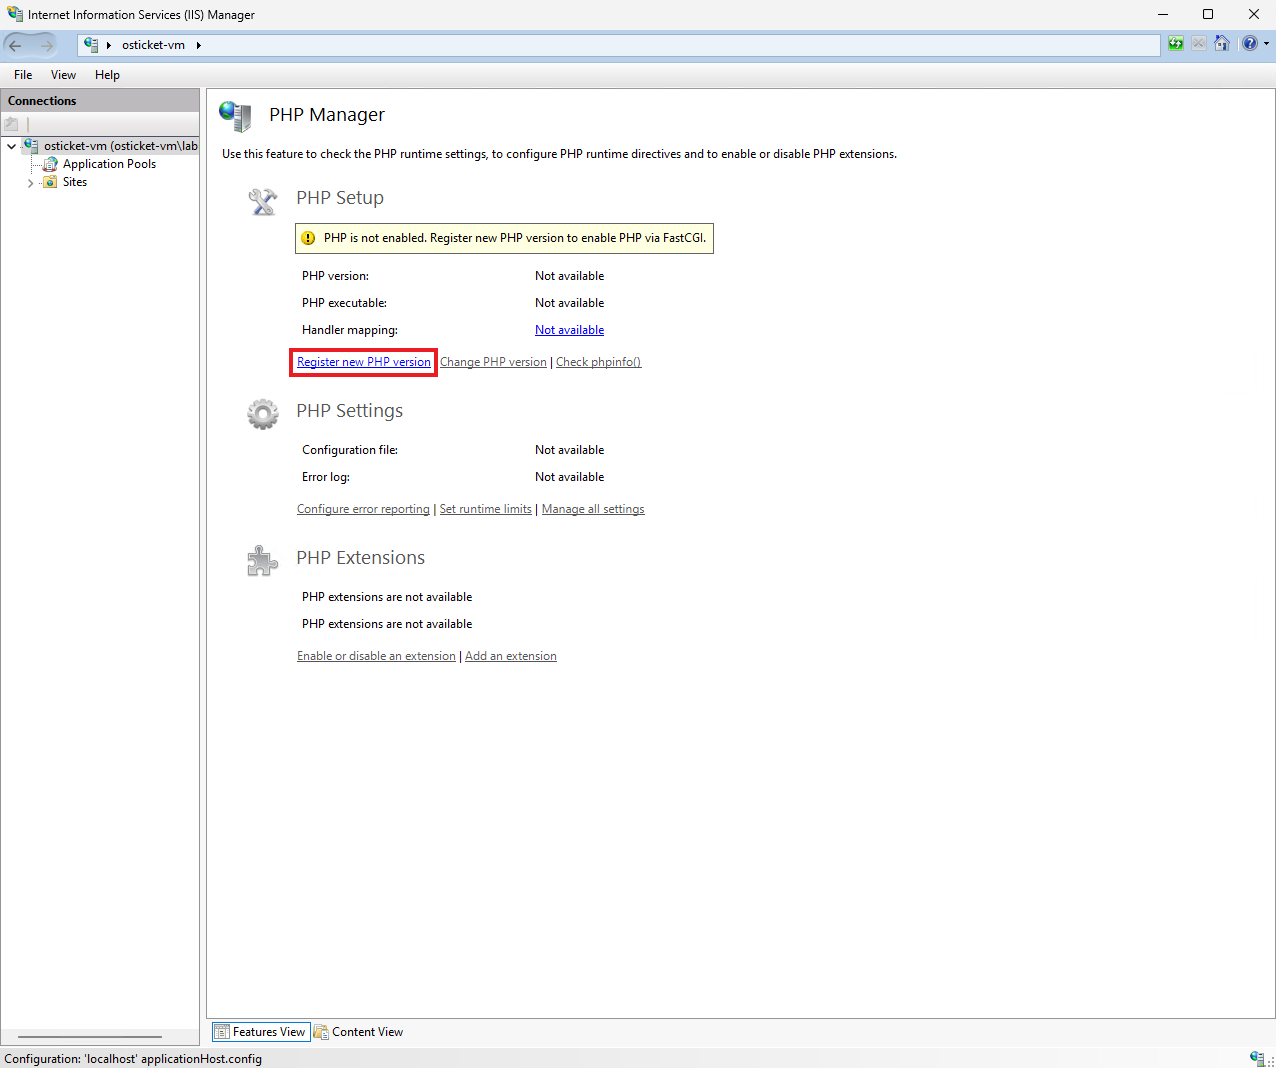 Internet Information Services (IIS) Manager
osticket-vm
File View Help
Connections
osticket-vm (osticket-vm\lab
Application Pools
Sites
PHP Manager
Use this feature to check the PHP runtime settings, to configure PHP runtime directives and to enable or disable PHP extensions.
PHP Setup
PHP is not enabled. Register new PHP version to enable PHP via FastCGI.
PHP version: Not available
PHP executable: Not available
Handler mapping: Not available
Register new PHP version Change PHP version | Check phpinfo()
PHP Settings
Configuration file: Not available
Error log: Not available
Configure error reporting | Set runtime limits | Manage all settings
PHP Extensions
PHP extensions are not available
PHP extensions are not available
Enable or disable an extension | Add an extension
Features View Content View
Configuration: 'localhost' applicationHost.config